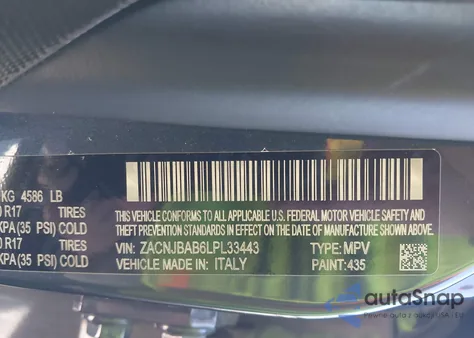 KG 4586 LB
R17 TIRES
KPA(35 PSI) COLD
R17 TIRES
KPA(35 PSI) COLD
THIS VEHICLE CONFORMS TO ALL APPLICABLE U.S.
FEDERAL MOTOR VEHICLE SAFETY, BUMPER AND
THEFT PREVENTION STANDARDS IN EFFECT ON THE
DATE OF MANUFACTURE SHOWN ABOVE.
VIN: ZACNJBAB6LPL33443 TYPE: MPV
VEHICLE MADE IN: ITALY PAINT: 435
autoSnap